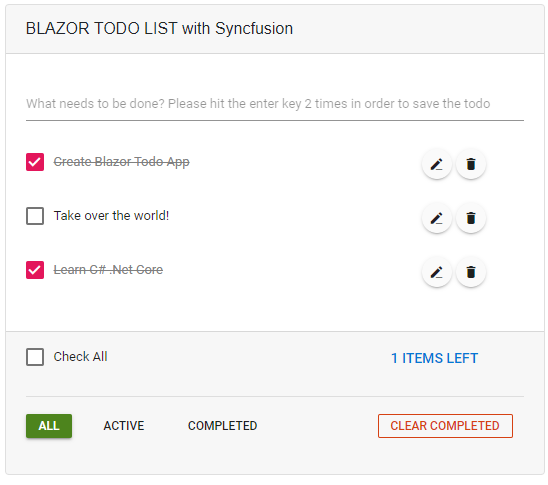 BLAZOR TODO LIST with Syncfusion
What needs to be done? Please hit the enter key 2 times in order to save the todo
Create Blazor Todo App
Take over the world!
Learn C# .Net Core
Check All
1 ITEMS LEFT
ALL
ACTIVE
COMPLETED
CLEAR COMPLETED